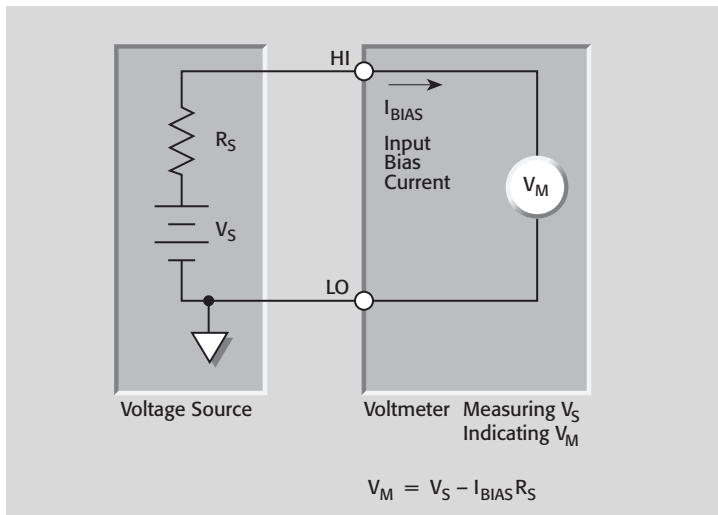 HI
I_BIAS
Input
Bias
Current
R_S
V_M
V_S
LO
Voltage Source
Voltmeter Measuring V_S
Indicating V_M
V_M = V_S – I_BIAS R_S